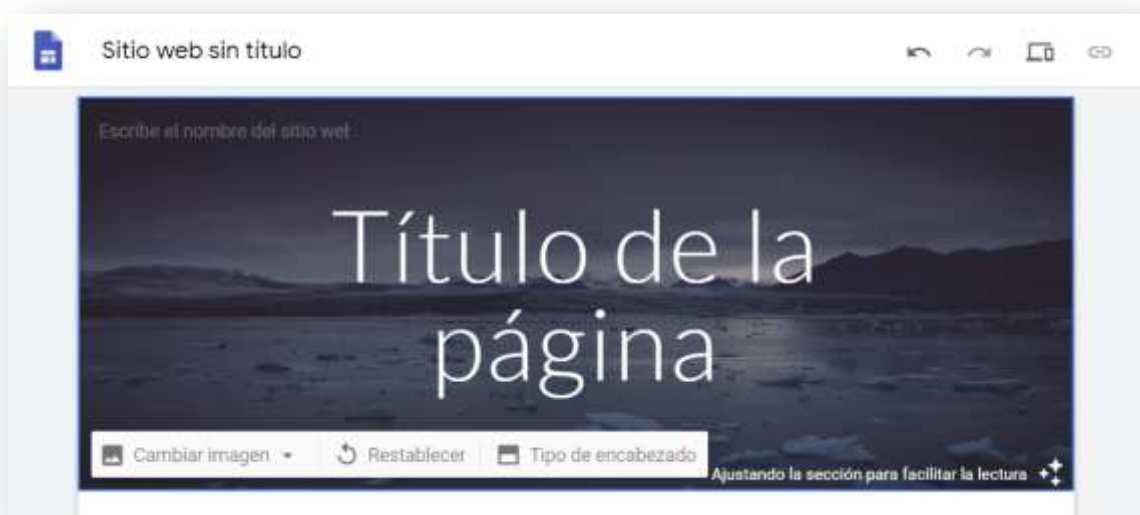 Sitio web sin título
Escribe el nombre del sitio web
Título de la
página
Cambiar imagen
Restablecer
Tipo de encabezado
Ajustando la sección para facilitar la lectura